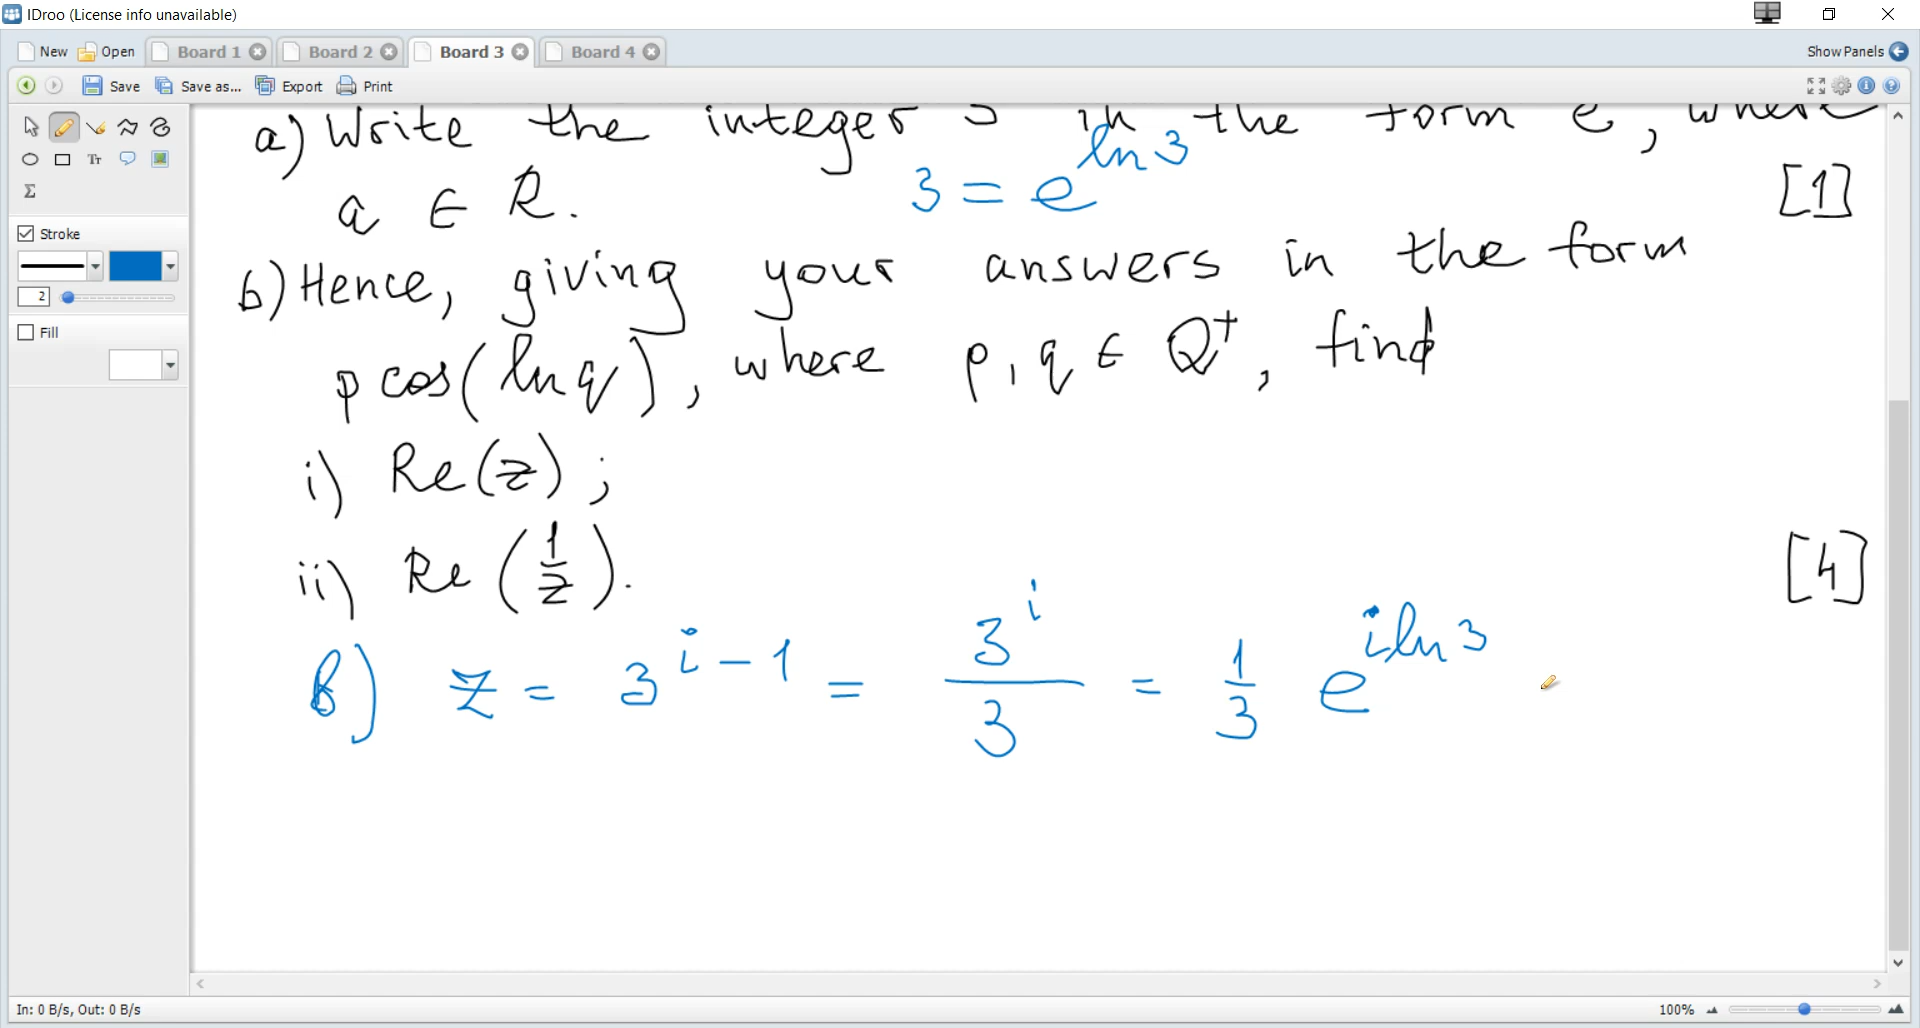 IDroo (License info unavailable)
New Open Board 1 Board 2 Board 3 Board 4 Show Panels
Save Save as... Export Print
a) Write the integer 3 in the form e , where
3 = e^{ln 3}
a ∈ R. [1]
b) Hence, giving your answers in the form
p cos(ln q), where p, q ∈ Q⁺, find
i) Re(z);
ii) Re(1/z). [4]
b) z = 3^{i-1} = 3^i/3 = 1/3 e^{i ln 3}
Tт
Σ
Stroke
2
Fill
In: 0 B/s, Out: 0 B/s 100%